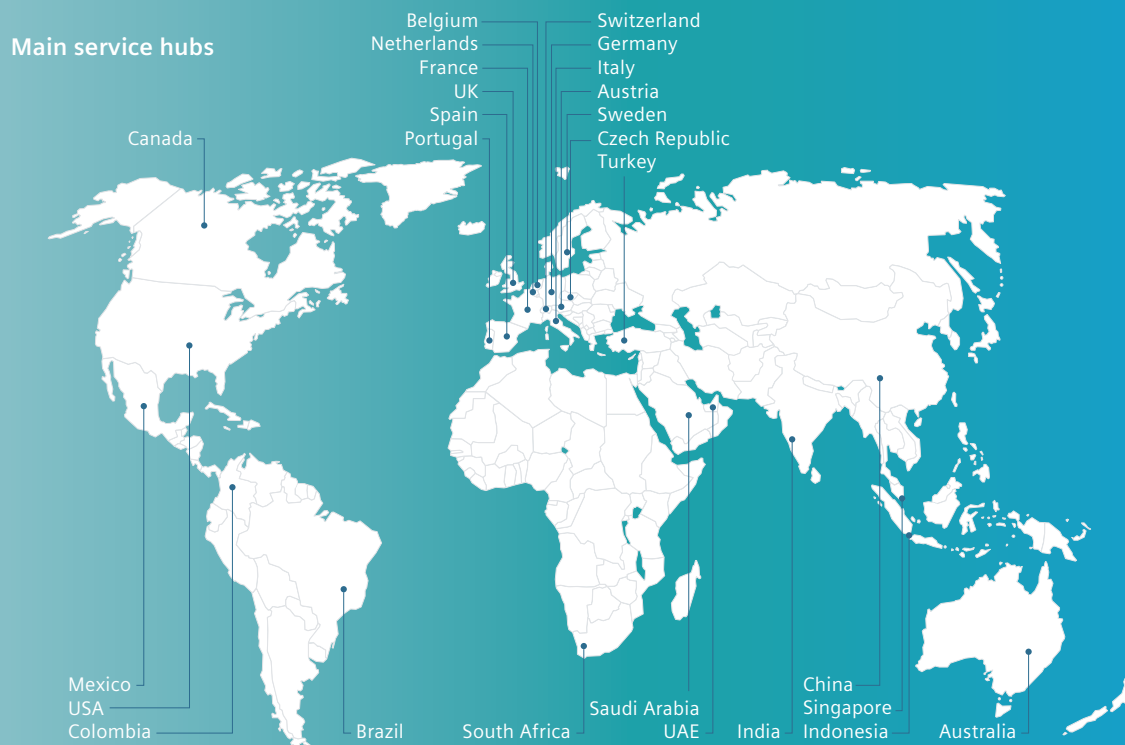 Main service hubs
Belgium
Netherlands
France
UK
Spain
Portugal
Switzerland
Germany
Italy
Austria
Sweden
Czech Republic
Turkey
Canada
Mexico
USA
Colombia
Brazil
South Africa
Saudi Arabia
UAE
India
China
Singapore
Indonesia
Australia